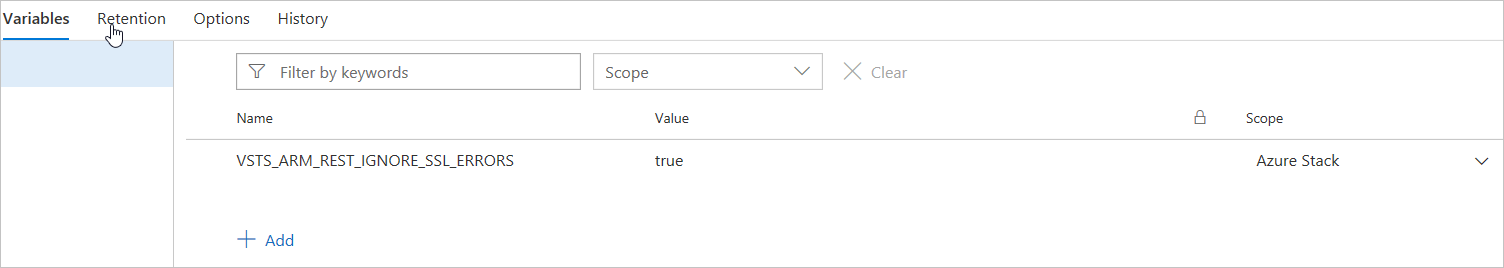 Variables Retention Options History
Filter by keywords Scope Clear
Name Value Scope
VSTS_ARM_REST_IGNORE_SSL_ERRORS true Azure Stack
Add